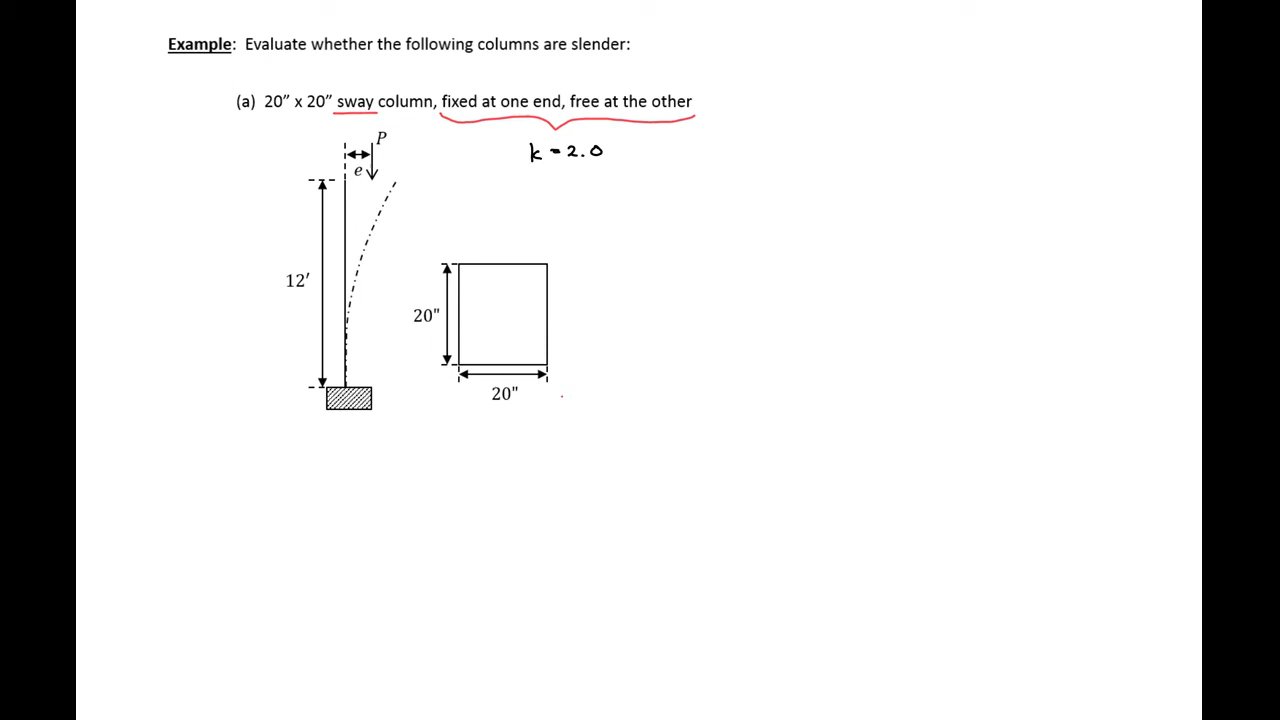 Example: Evaluate whether the following columns are slender:
(a) 20” x 20” sway column, fixed at one end, free at the other
P
k = 2.0
e
12′
20"
20"